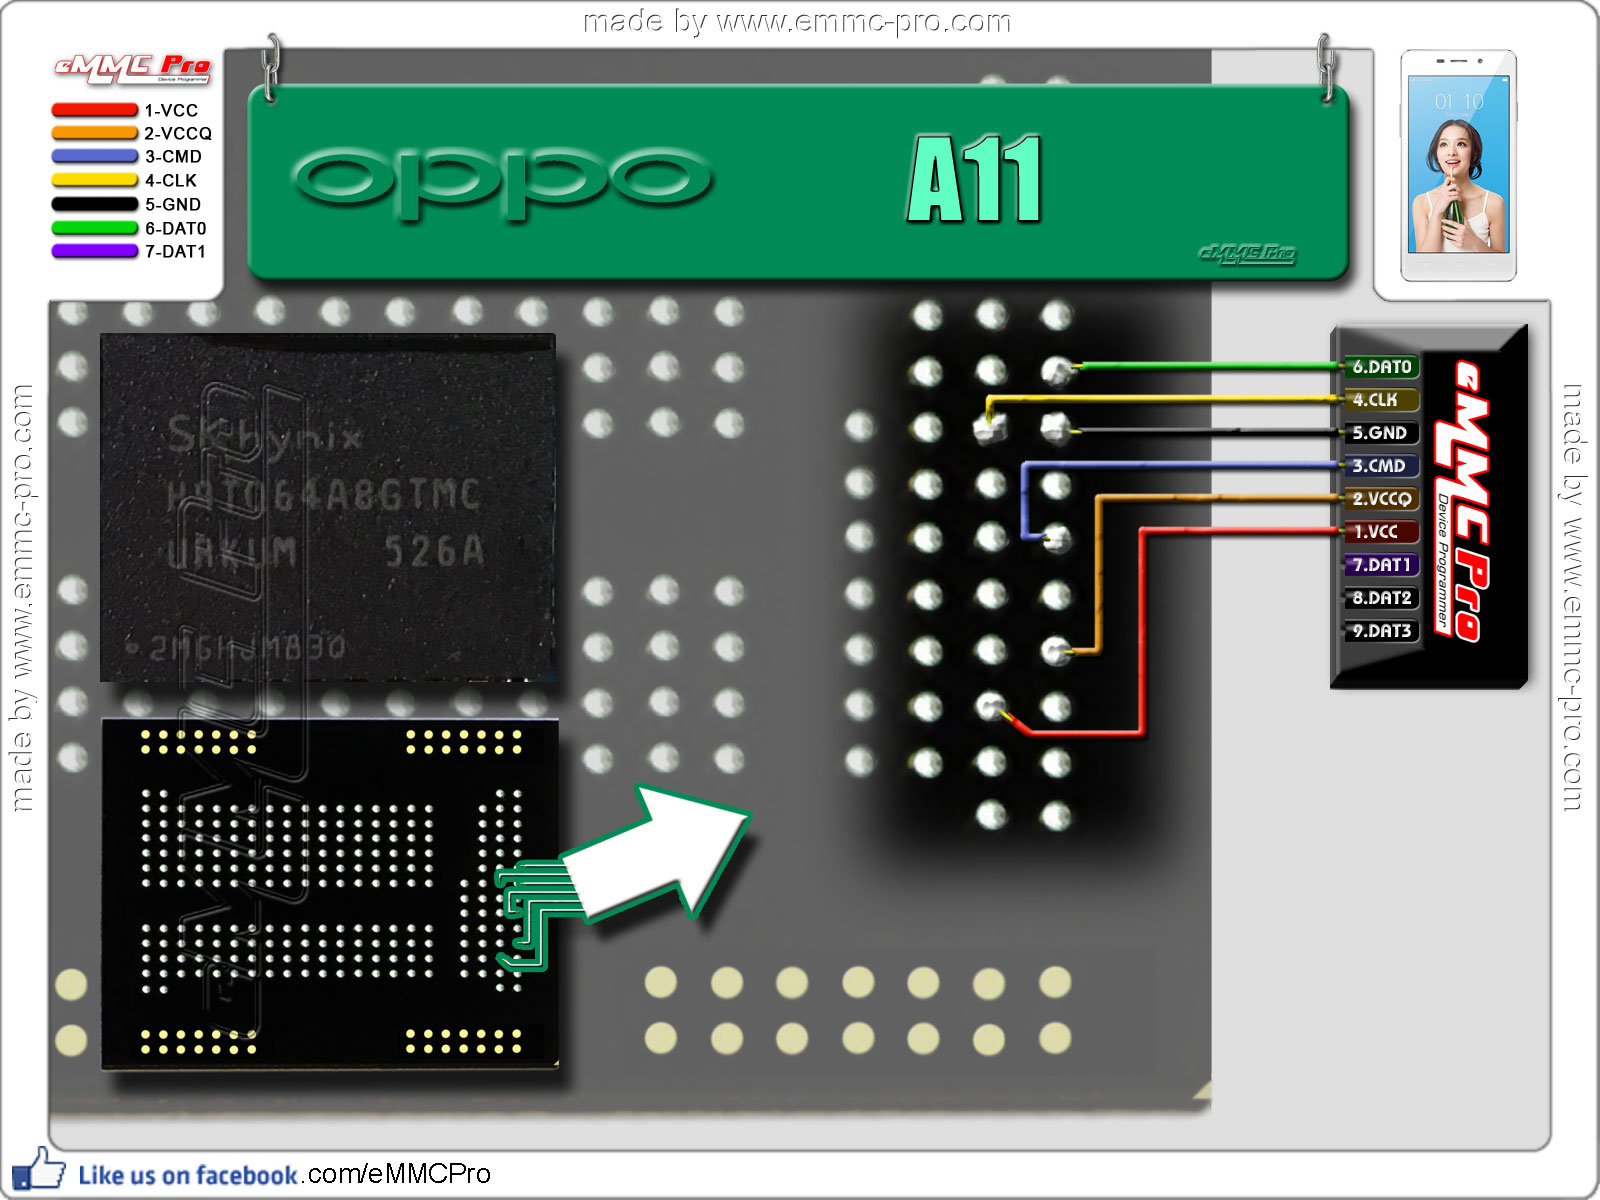 made by www.emmc-pro.com
eMMC Pro
Device Programmer
1-VCC
2-VCCQ
3-CMD
4-CLK
5-GND
6-DAT0
7-DAT1
oppo A11
eMMC Pro
01:10
SK hynix
H9TQ64A8GTMC
URKUM 526A
6.DAT0
4.CLK
5.GND
3.CMD
2.VCCQ
1.VCC
7.DAT1
8.DAT2
9.DAT3
eMMC Pro
Device Programmer
made by www.emmc-pro.com
made by www.emmc-pro.com
eMMC Pro
Like us on facebook.com/eMMCPro